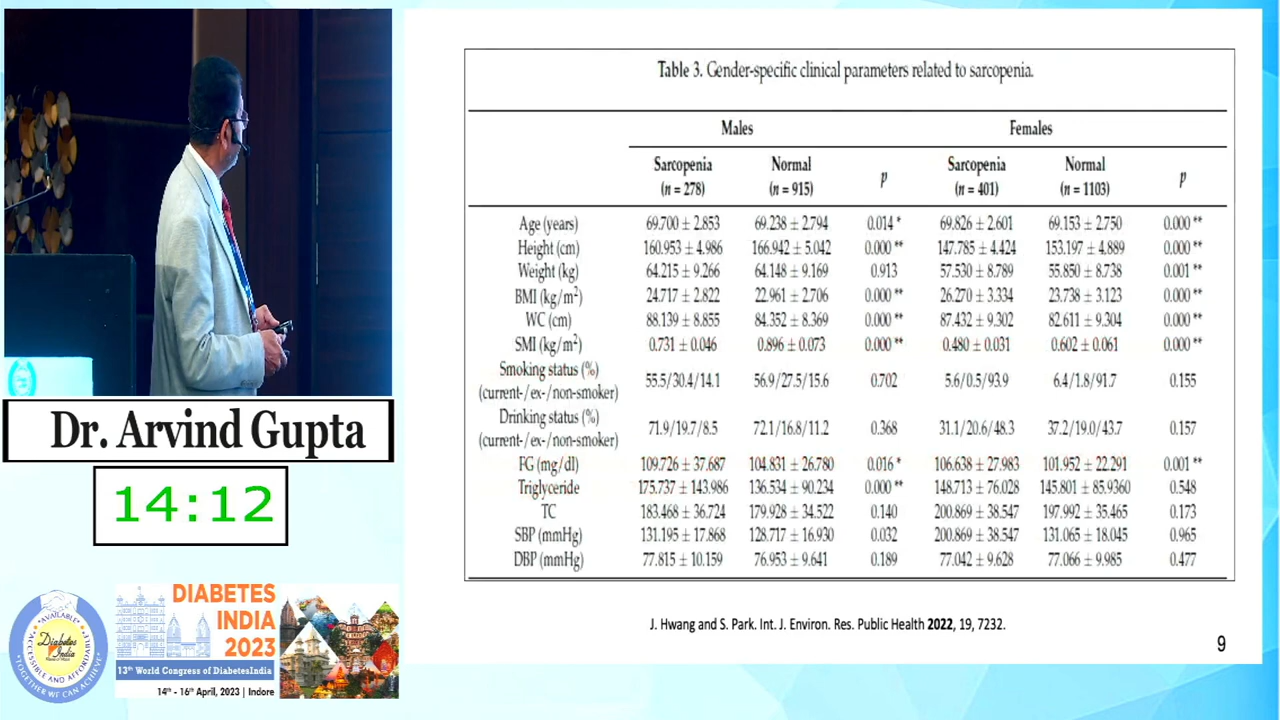 Table 3. Gender-specific clinical parameters related to sarcopenia.
Males Females
Sarcopenia (n = 278) Normal (n = 915) p Sarcopenia (n = 401) Normal (n = 1103) p
Age (years) 69.700 ± 2.853 69.238 ± 2.794 0.014 * 69.826 ± 2.601 69.153 ± 2.750 0.000 **
Height (cm) 160.953 ± 4.986 166.942 ± 5.042 0.000 ** 147.785 ± 4.424 153.197 ± 4.889 0.000 **
Weight (kg) 64.215 ± 9.266 64.148 ± 9.169 0.913 57.530 ± 8.789 55.850 ± 8.738 0.001 **
BMI (kg/m²) 24.717 ± 2.822 22.961 ± 2.706 0.000 ** 26.270 ± 3.334 23.738 ± 3.123 0.000 **
WC (cm) 88.139 ± 8.855 84.352 ± 8.369 0.000 ** 87.432 ± 9.302 82.611 ± 9.304 0.000 **
SMI (kg/m²) 0.731 ± 0.046 0.896 ± 0.073 0.000 ** 0.480 ± 0.031 0.602 ± 0.061 0.000 **
Smoking status (%)
(current-/ex-/non-smoker) 55.5/30.4/14.1 56.9/27.5/15.6 0.702 5.6/0.5/93.9 6.4/1.8/91.7 0.155
Drinking status (%)
(current-/ex-/non-smoker) 71.9/19.7/8.5 72.1/16.8/11.2 0.368 31.1/20.6/48.3 37.2/19.0/43.7 0.157
FG (mg/dl) 109.726 ± 37.687 104.831 ± 26.780 0.016 * 106.638 ± 27.983 101.952 ± 22.291 0.001 **
Triglyceride 175.737 ± 143.986 136.534 ± 90.234 0.000 ** 148.713 ± 76.028 145.801 ± 85.9360 0.548
TC 183.468 ± 36.724 179.928 ± 34.522 0.140 200.869 ± 38.547 197.992 ± 35.465 0.173
SBP (mmHg) 131.195 ± 17.868 128.717 ± 16.930 0.032 200.869 ± 38.547 131.065 ± 18.045 0.965
DBP (mmHg) 77.815 ± 10.159 76.953 ± 9.641 0.189 77.042 ± 9.628 77.066 ± 9.985 0.477
J. Hwang and S. Park. Int. J. Environ. Res. Public Health 2022, 19, 7232.
9
Dr. Arvind Gupta
14:12
AVAILABLE
ACCESSIBLE AND AFFORDABLE
Diabetes
India
TOGETHER WE CAN ACHIEVE
DIABETES
INDIA
2023
13th World Congress of DiabetesIndia
14th - 16th April, 2023 | Indore